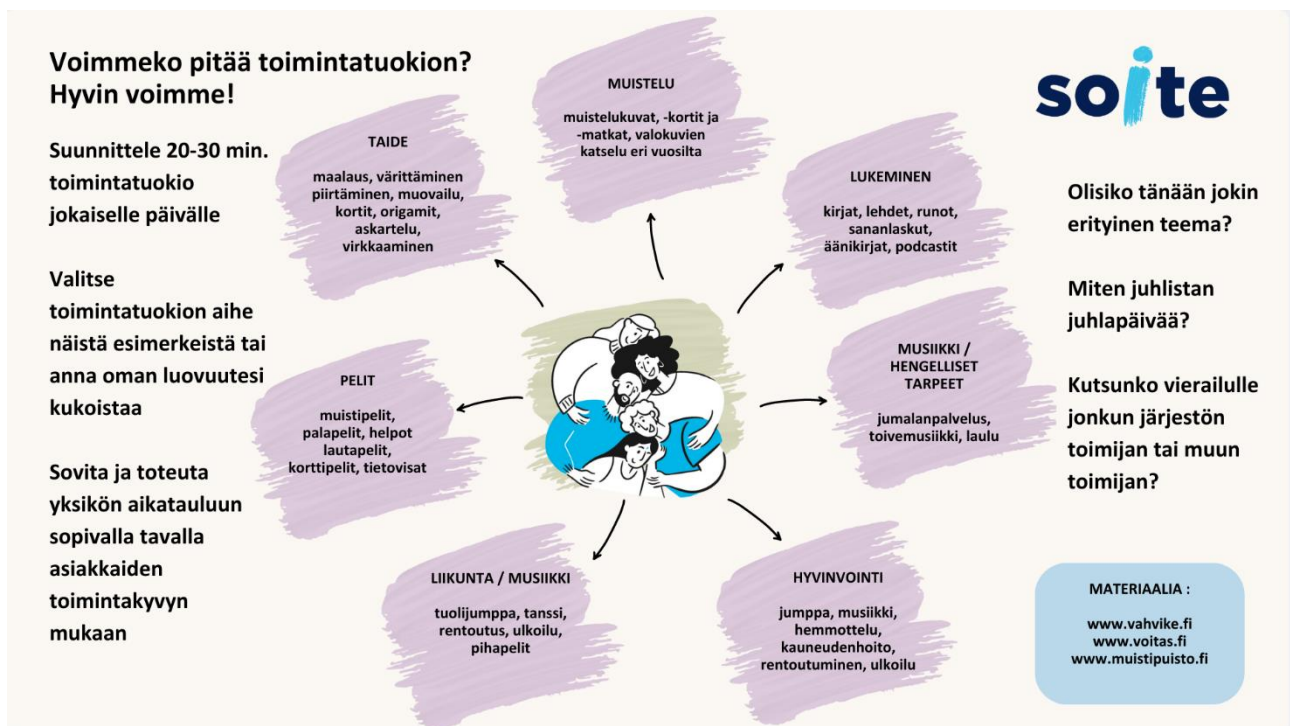 Voimmeko pitää toimintatuokion?
Hyvin voimme!
Suunnittele 20-30 min.
toimintatuokio
jokaiselle päivälle
Valitse
toimintatuokion aihe
näistä esimerkeistä tai
anna oman luovuutesi
kukoistaa
Sovita ja toteuta
yksikön aikatauluun
sopivalla tavalla
asiakkaiden
toimintakyvyn
mukaan
TAIDE
maalaus, värittäminen
piirtäminen, muovailu,
kortit, origamit,
askartelu,
virkkaaminen
MUISTELU
muistelukuvat, -kortit ja
-matkat, valokuvien
katselu eri vuosilta
LUKEMINEN
kirjat, lehdet, runot,
sananlaskut,
äänikirjat, podcastit
MUSIIKKI /
HENGELLISET
TARPEET
jumalanpalvelus,
toivemusiikki, laulu
HYVINVOINTI
jumppa, musiikki,
hemmottelu,
kauneudenhoito,
rentoutuminen, ulkoilu
LIIKUNTA / MUSIIKKI
tuolijumppa, tanssi,
rentoutus, ulkoilu,
pihapelit
PELIT
muistipelit,
palapelit, helpot
lautapelit,
korttipelit, tietovisat
soite
Olisiko tänään jokin
erityinen teema?
Miten juhlistan
juhlapäivää?
Kutsunko vierailulle
jonkun järjestön
toimijan tai muun
toimijan?
MATERIAALIA :
www.vahvike.fi
www.voitas.fi
www.muistipuisto.fi